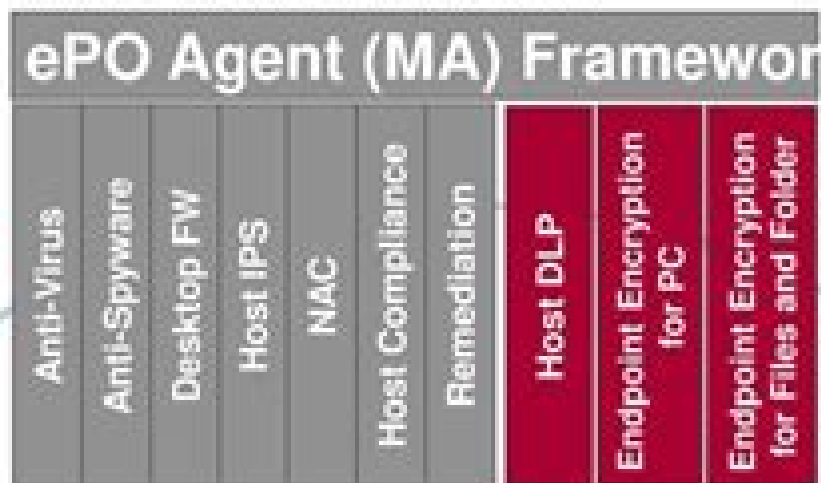 ePO Agent (MA) Framewor
Anti-Virus
Anti-Spyware
Desktop FW
Host IPS
NAC
Host Compliance
Remediation
Host DLP
Endpoint Encryption
for PC
Endpoint Encryption
for Files and Folder